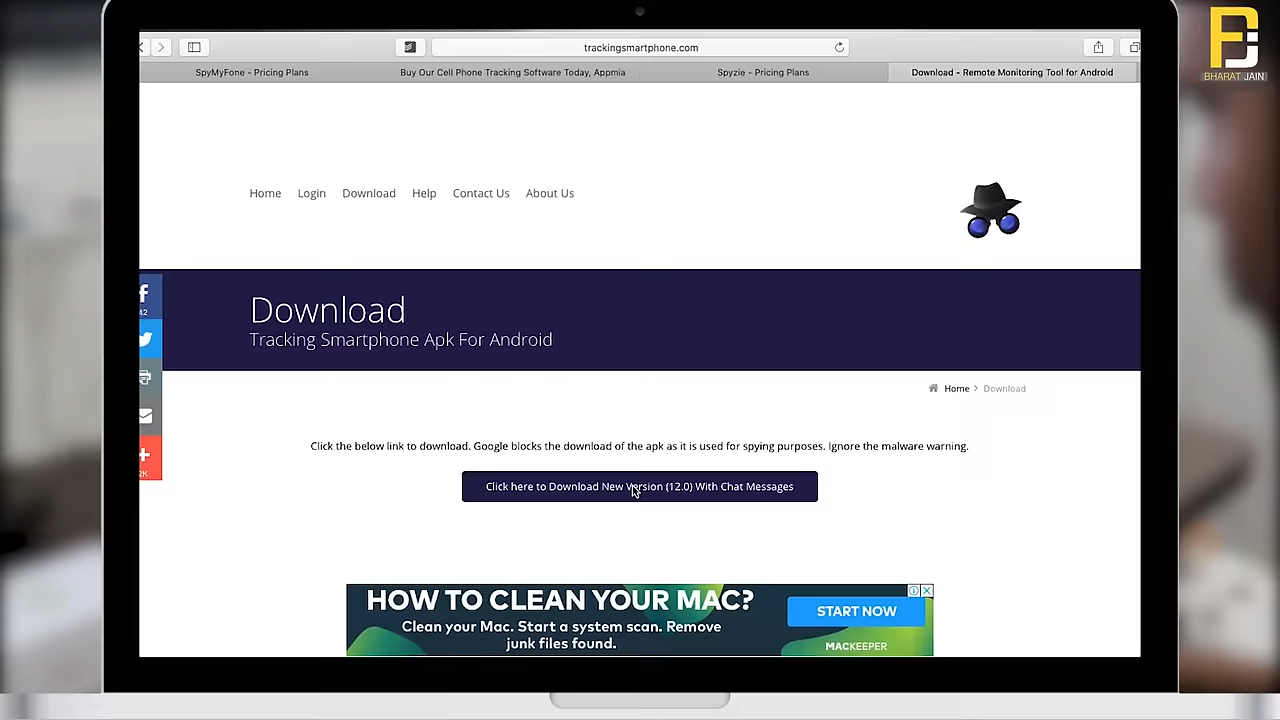 BHARAT JAIN
trackingsmartphone.com
SpyMyFone - Pricing Plans
Buy Our Cell Phone Tracking Software Today, Appmia
Spyzie - Pricing Plans
Download - Remote Monitoring Tool for Android
Home Login Download Help Contact Us About Us
Download
Tracking Smartphone Apk For Android
42
2K
Home > Download
Click the below link to download. Google blocks the download of the apk as it is used for spying purposes. Ignore the malware warning.
Click here to Download New Version (12.0) With Chat Messages
HOW TO CLEAN YOUR MAC?
Clean your Mac. Start a system scan. Remove
junk files found.
START NOW
MACKEEPER